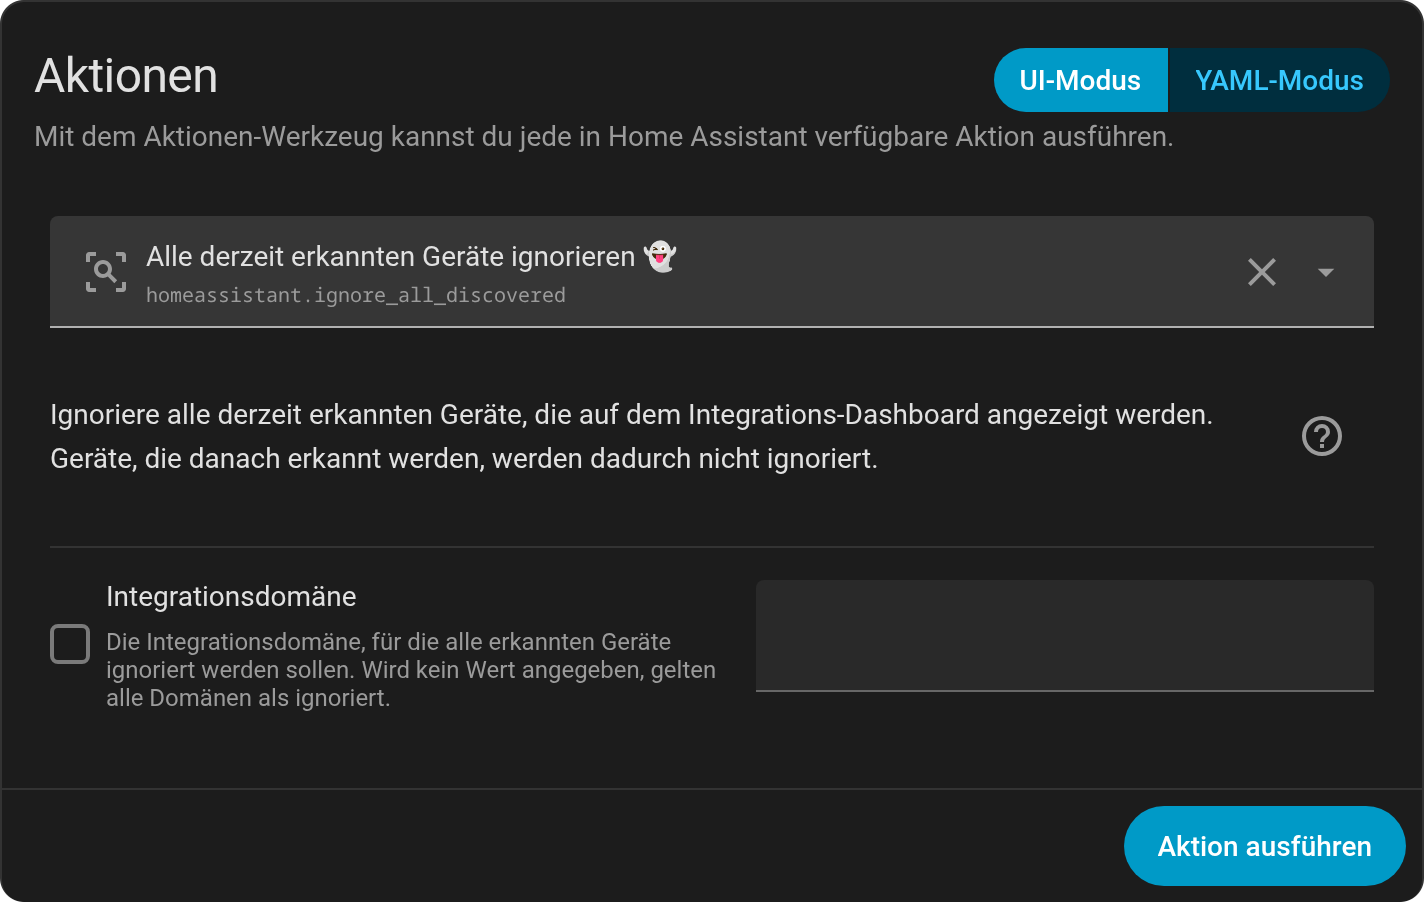 Aktionen
UI-Modus
YAML-Modus
Mit dem Aktionen-Werkzeug kannst du jede in Home Assistant verfügbare Aktion ausführen.
Alle derzeit erkannten Geräte ignorieren 👻
homeassistant.ignore_all_discovered
Ignoriere alle derzeit erkannten Geräte, die auf dem Integrations-Dashboard angezeigt werden.
Geräte, die danach erkannt werden, werden dadurch nicht ignoriert.
Integrationsdomäne
Die Integrationsdomäne, für die alle erkannten Geräte
ignoriert werden sollen. Wird kein Wert angegeben, gelten
alle Domänen als ignoriert.
Aktion ausführen